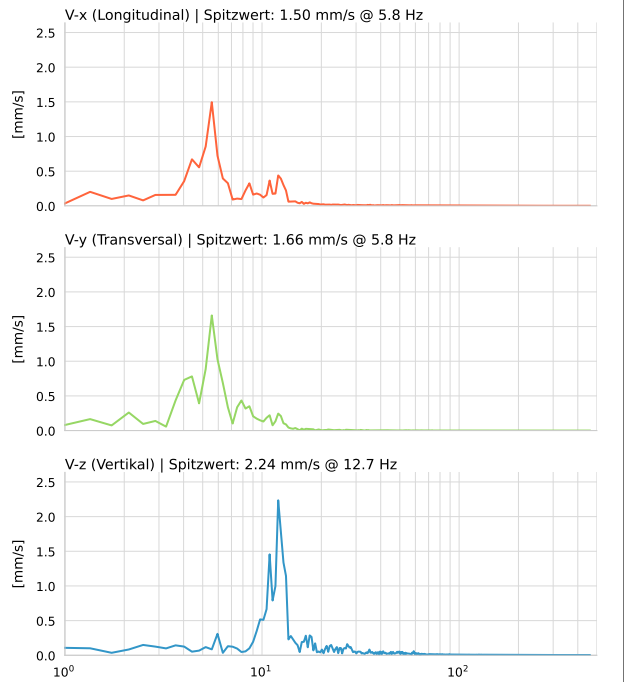 V-x (Longitudinal) | Spitzwert: 1.50 mm/s @ 5.8 Hz
2.5
2.0
1.5
1.0
0.5
0.0
[mm/s]
V-y (Transversal) | Spitzwert: 1.66 mm/s @ 5.8 Hz
2.5
2.0
1.5
1.0
0.5
0.0
[mm/s]
V-z (Vertikal) | Spitzwert: 2.24 mm/s @ 12.7 Hz
2.5
2.0
1.5
1.0
0.5
0.0
[mm/s]
10⁰ 10¹ 10²